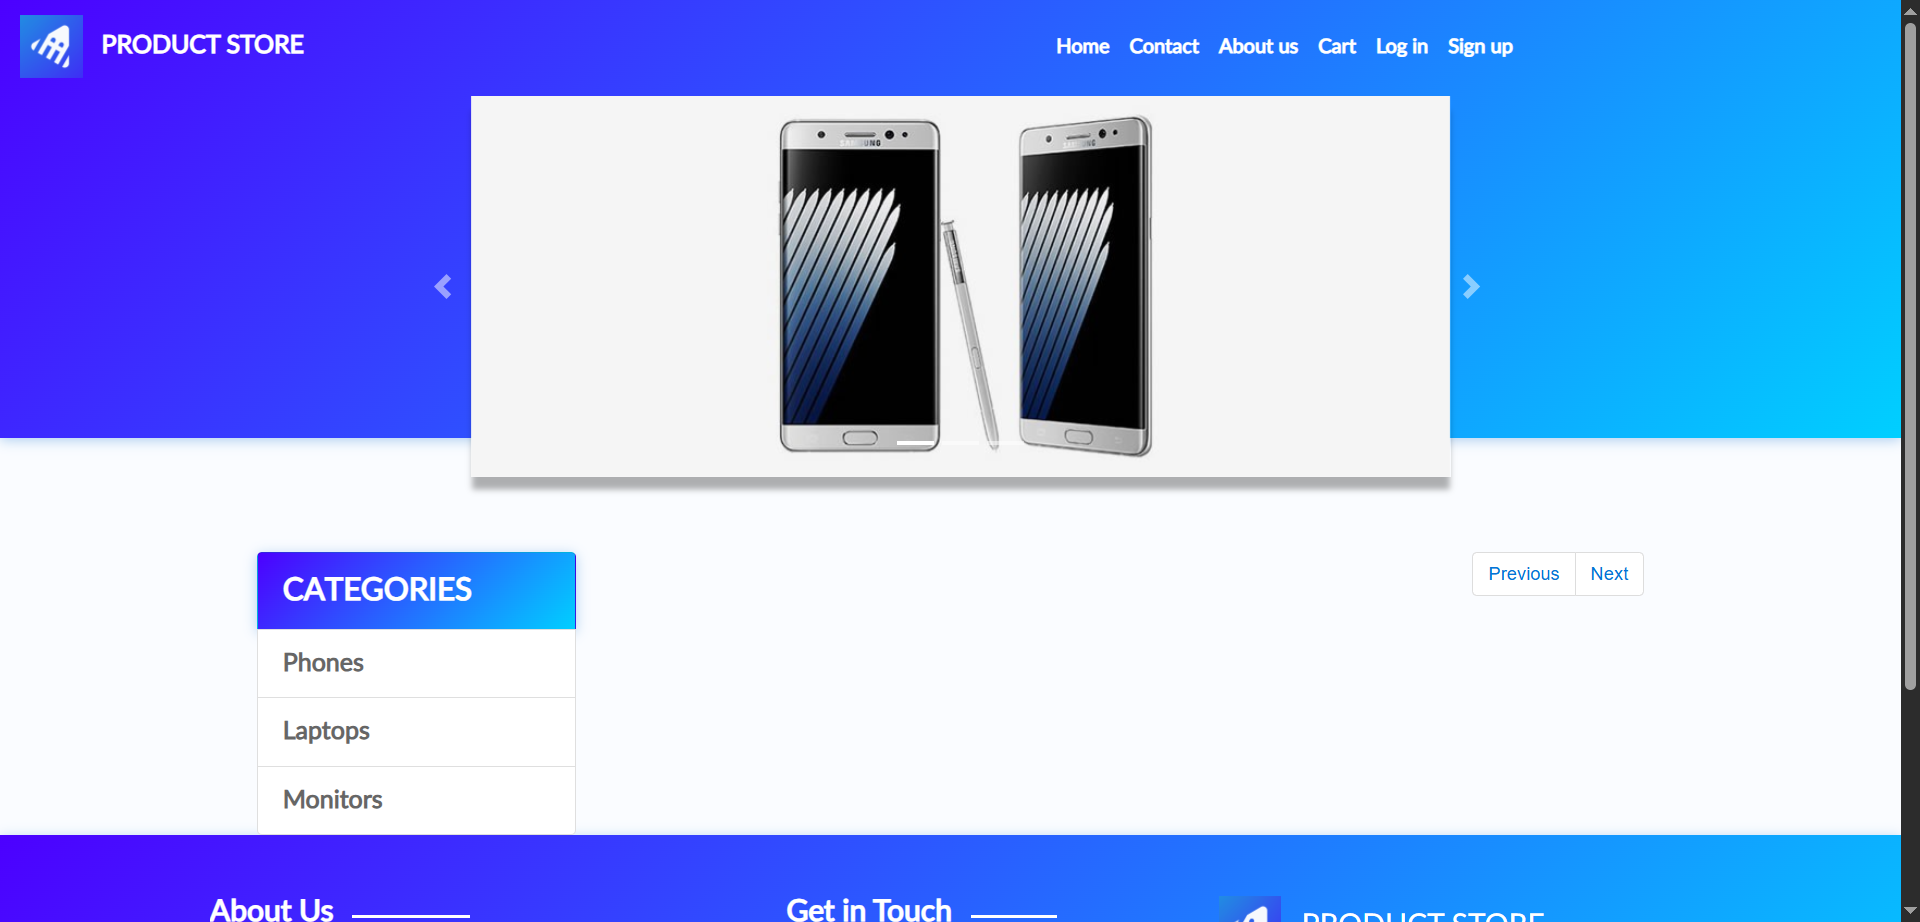 PRODUCT STORE
Home Contact About us Cart Log in Sign up
SAMSUNG
CATEGORIES
Previous Next
Phones
Laptops
Monitors
About Us
Get in Touch
PRODUCT STORE